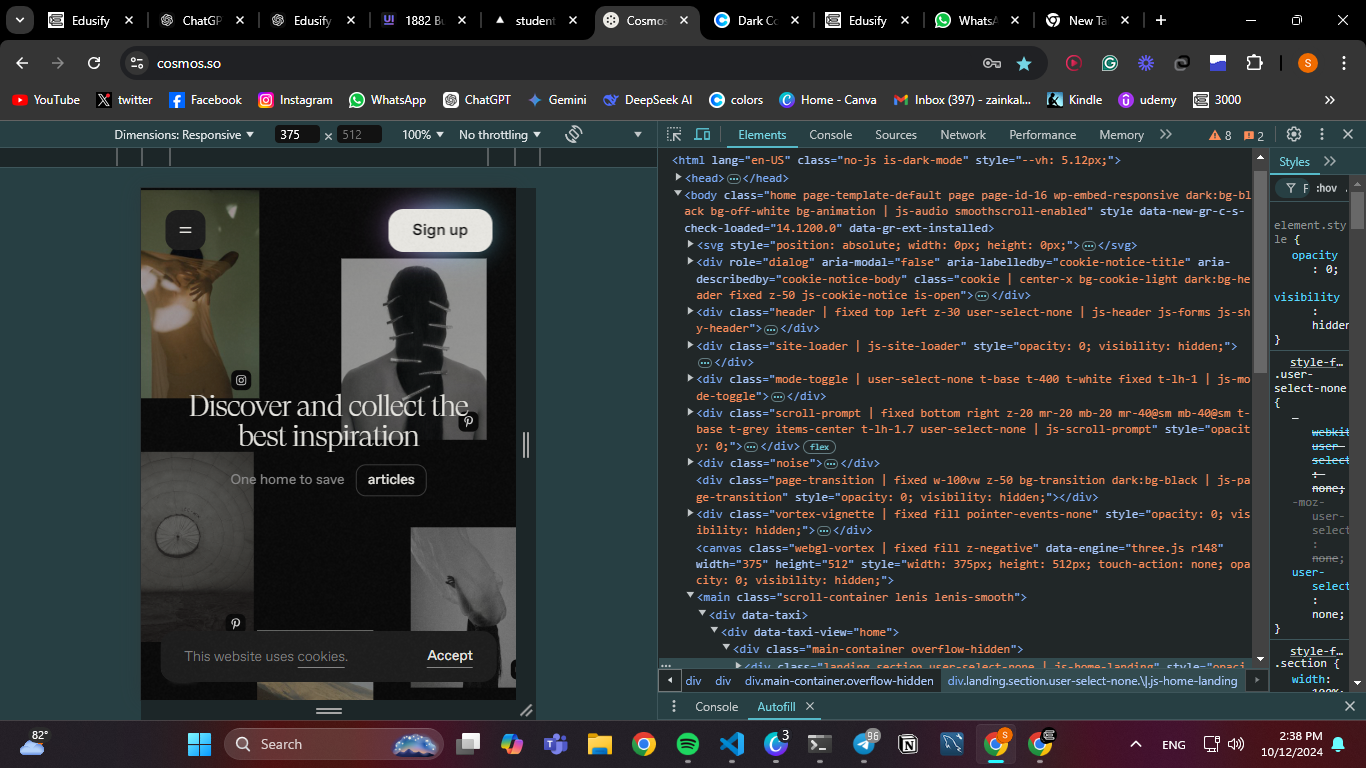 Edusify
ChatGP
Edusify
1882 Bu
student
Cosmos
Dark Co
Edusify
WhatsA
New Ta
cosmos.so
YouTube
twitter
Facebook
Instagram
WhatsApp
ChatGPT
Gemini
DeepSeek AI
colors
Home - Canva
Inbox (397) - zainkal...
Kindle
udemy
3000
Dimensions: Responsive
375
×
512
100%
No throttling
Elements
Console
Sources
Network
Performance
Memory
8
2
<html lang="en-US" class="no-js is-dark-mode" style="--vh: 5.12px;">
<head>…</head>
<body class="home page-template-default page page-id-16 wp-embed-responsive dark:bg-bl
ack bg-off-white bg-animation | js-audio smoothscroll-enabled" style data-new-gr-c-s-
check-loaded="14.1200.0" data-gr-ext-installed>
<svg style="position: absolute; width: 0px; height: 0px;">…</svg>
<div role="dialog" aria-modal="false" aria-labelledby="cookie-notice-title" aria-
describedby="cookie-notice-body" class="cookie | center-x bg-cookie-light dark:bg-he
ader fixed z-50 js-cookie-notice is-open">…</div>
<div class="header | fixed top left z-30 user-select-none | js-header js-forms js-sh
y-header">…</div>
<div class="site-loader | js-site-loader" style="opacity: 0; visibility: hidden;">
…</div>
<div class="mode-toggle | user-select-none t-base t-400 t-white fixed t-lh-1 | js-mo
de-toggle">…</div>
<div class="scroll-prompt | fixed bottom right z-20 mr-20 mb-20 mr-40@sm mb-40@sm t-
base t-grey items-center t-lh-1.7 user-select-none | js-scroll-prompt" style="opacit
y: 0;">…</div> flex
<div class="noise">…</div>
<div class="page-transition | fixed w-100vw z-50 bg-transition dark:bg-black | js-pa
ge-transition" style="opacity: 0; visibility: hidden;"></div>
<div class="vortex-vignette | fixed fill pointer-events-none" style="opacity: 0; vis
ibility: hidden;">…</div>
<canvas class="webgl-vortex | fixed fill z-negative" data-engine="three.js r148"
width="375" height="512" style="width: 375px; height: 512px; touch-action: none; opa
city: 0; visibility: hidden;">
<main class="scroll-container lenis lenis-smooth">
<div data-taxi>
<div data-taxi-view="home">
<div class="main-container overflow-hidden">
<div class="landing section user-select-none | js-home-landing" style="opaci
div
div
div.main-container.overflow-hidden
div.landing.section.user-select-none.\|.js-home-landing
Console
Autofill
Styles
F
:hov
element.sty
le {
opacity
: 0;
visibility
:
hidden
}
style-f…
.user-
select-none
{
–
webkit
user-
select
:
none;
-moz-
user-
select
:
none;
user-
select
:
none;
}
style-f…
.section {
width:
100%
Sign up
Discover and collect the
best inspiration
One home to save
articles
This website uses cookies.
Accept
82°
Search
3
96
S
ENG
2:38 PM
10/12/2024